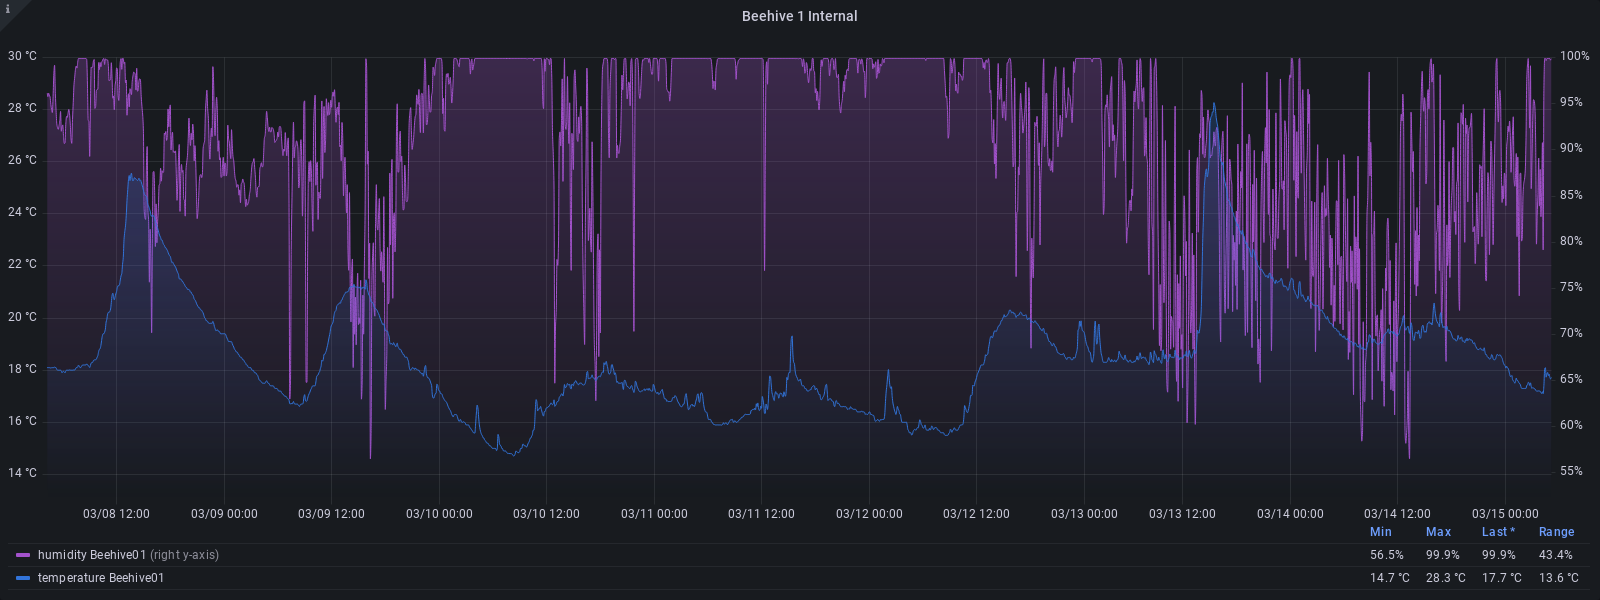 i
Beehive 1 Internal
30 °C 100%
28 °C 95%
26 °C 90%
24 °C 85%
22 °C 80%
20 °C 75%
18 °C 70%
16 °C 65%
14 °C 60%
55%
03/08 12:00 03/09 00:00 03/09 12:00 03/10 00:00 03/10 12:00 03/11 00:00 03/11 12:00 03/12 00:00 03/12 12:00 03/13 00:00 03/13 12:00 03/14 00:00 03/14 12:00 03/15 00:00
Min Max Last * Range
humidity Beehive01 (right y-axis) 56.5% 99.9% 99.9% 43.4%
temperature Beehive01 14.7 °C 28.3 °C 17.7 °C 13.6 °C